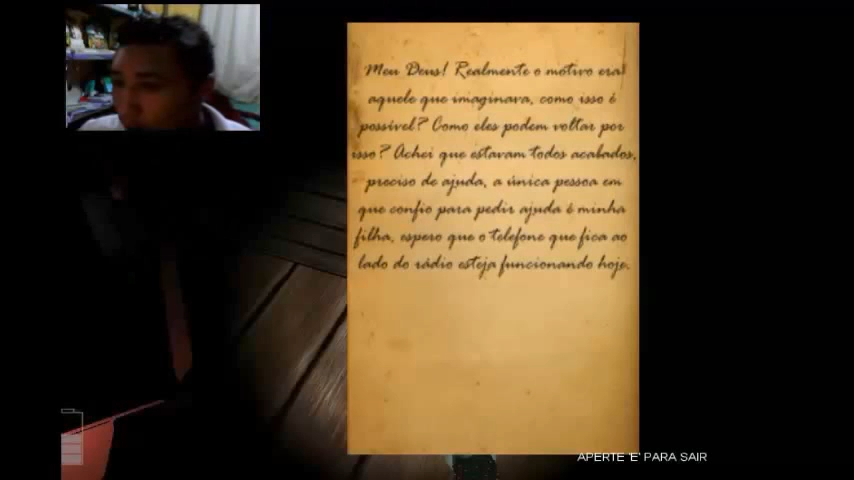 Meu Deus! Realmente o motivo era
aquele que imaginava, como isso é
possível? Como eles podem voltar por
isso? Achei que estavam todos acabados,
preciso de ajuda, a única pessoa em
que confio para pedir ajuda é minha
filha, espero que o telefone que fica ao
lado do rádio esteja funcionando hoje.
APERTE 'E' PARA SAIR